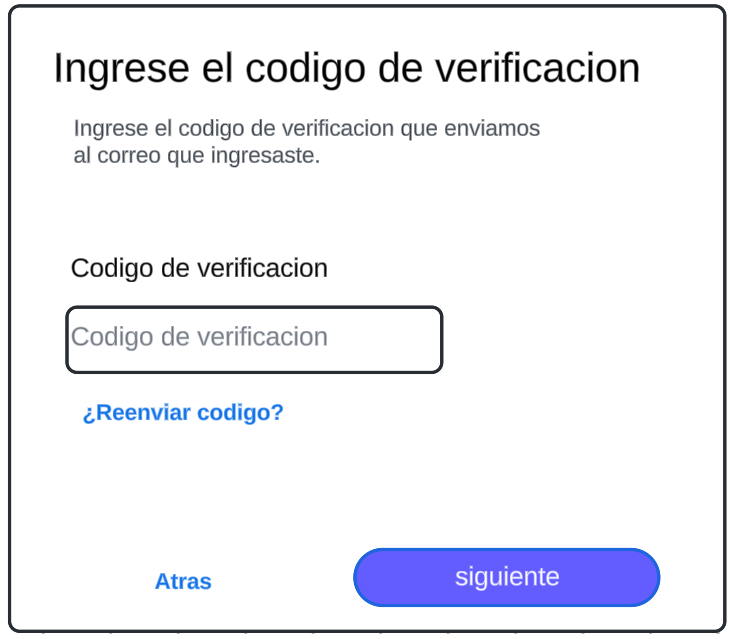 Ingrese el codigo de verificacion
Ingrese el codigo de verificacion que enviamos
al correo que ingresaste.
Codigo de verificacion
Codigo de verificacion
¿Reenviar codigo?
Atras
siguiente